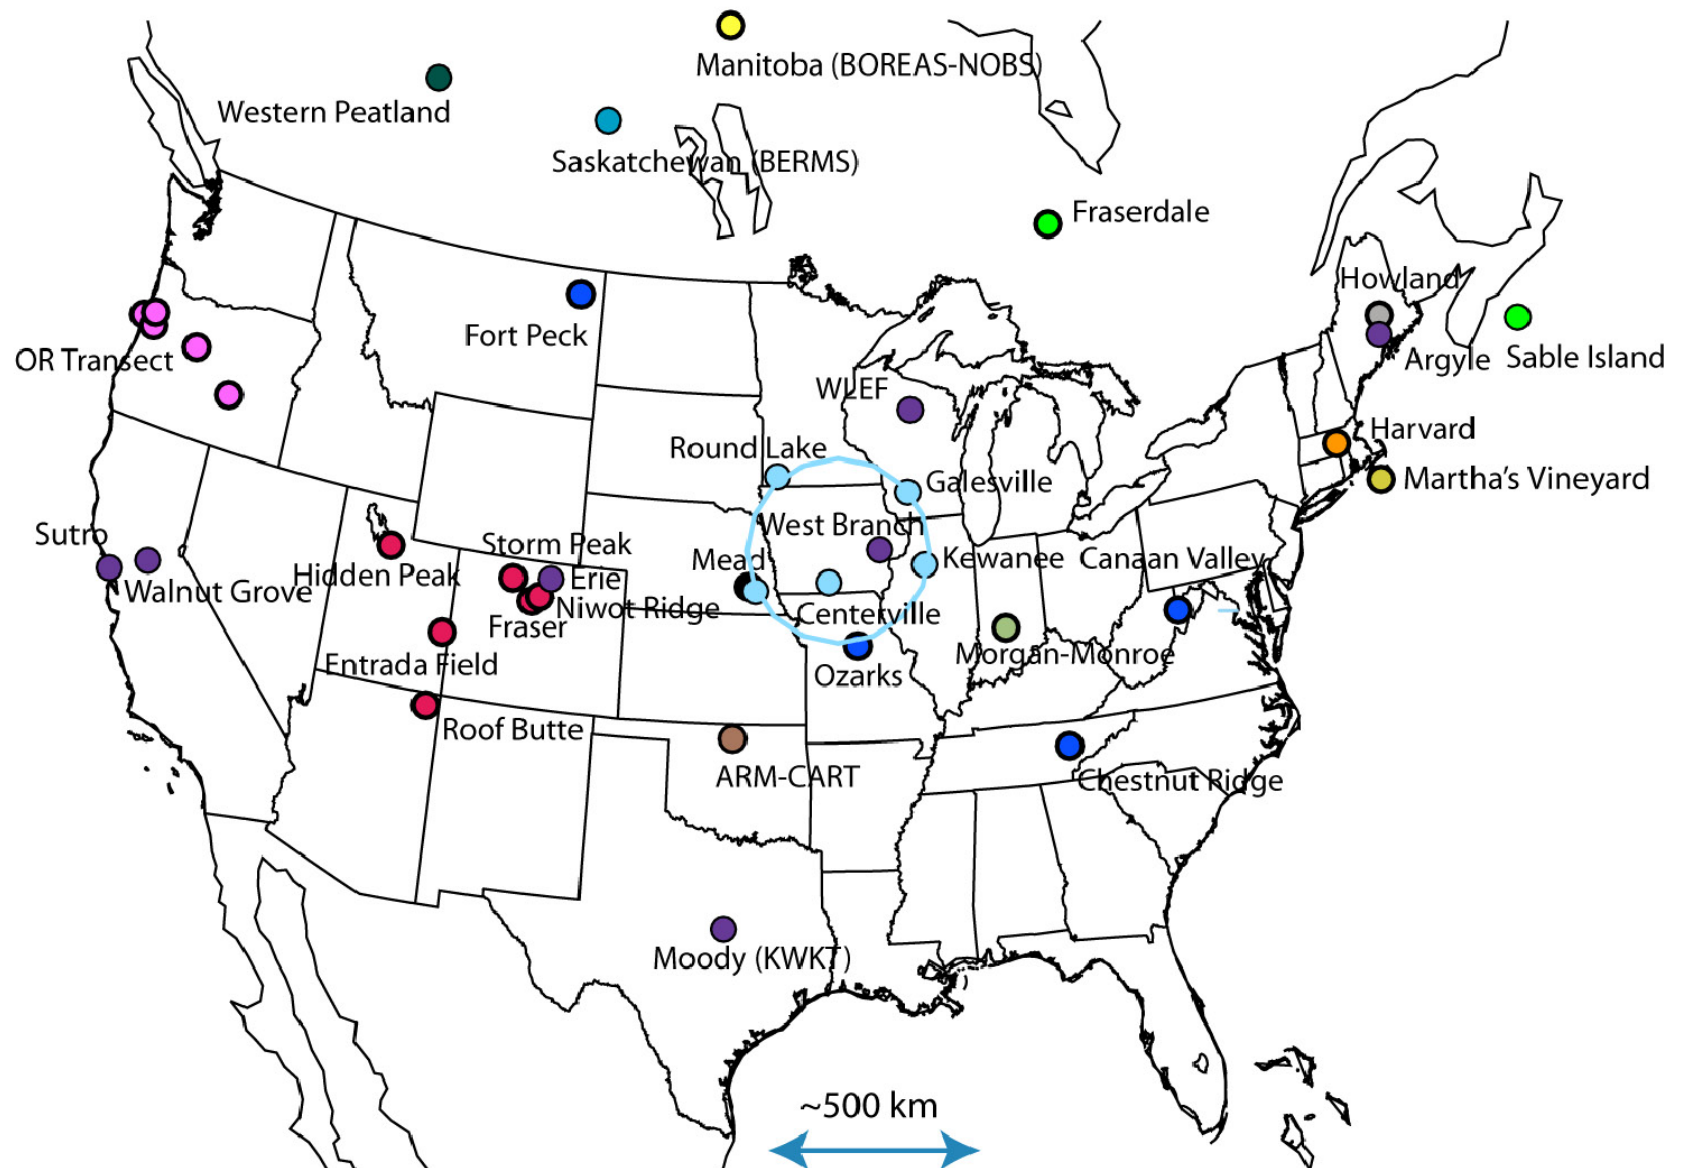 Manitoba (BOREAS-NOBS)
Western Peatland
Saskatchewan (BERMS)
Fraserdale
Howland
Fort Peck
OR Transect
Argyle
Sable Island
WLEF
Harvard
Round Lake
Galesville
Martha's Vineyard
West Branch
Sutro
Storm Peak
Mead
Kewanee
Canaan Valley
Hidden Peak
Erie
Walnut Grove
Niwot Ridge
Centerville
Fraser
Morgan-Monroe
Entrada Field
Ozarks
Roof Butte
ARM-CART
Chestnut Ridge
Moody (KWKT)
~500 km